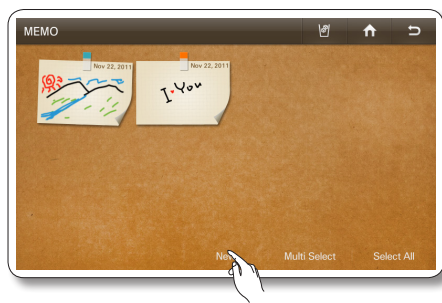 MEMO
Nov 22, 2011
Nov 22, 2011
I You
Multi Select
Select All